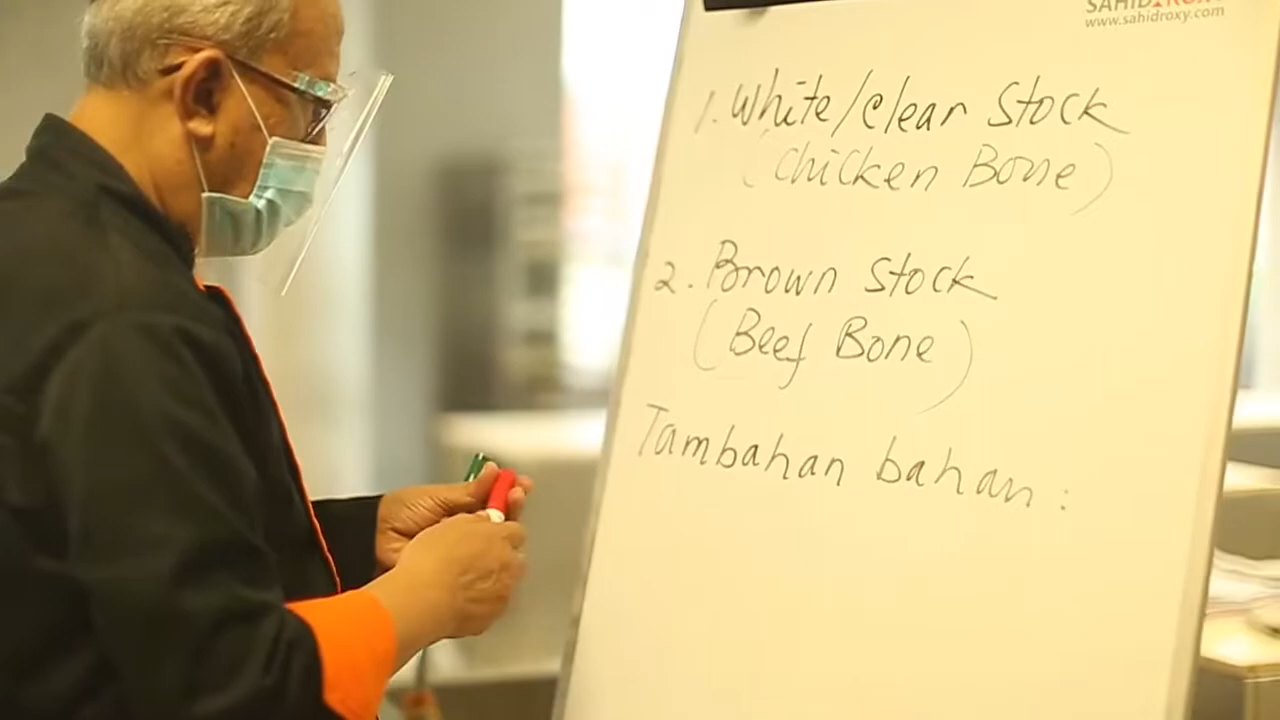 SAHID ROXY
www.sahidroxy.com
1. White/Clear Stock
(Chicken Bone)
2. Brown Stock
(Beef Bone)
Tambahan bahan :